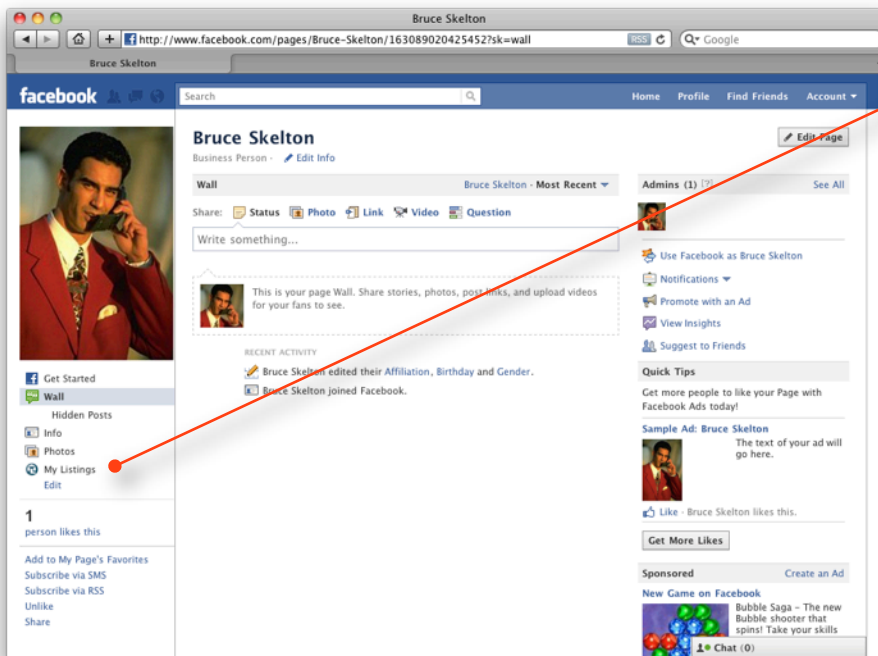 Bruce Skelton
http://www.facebook.com/pages/Bruce-Skelton/163089020425452?sk=wall
RSS
Google
Bruce Skelton
facebook
Search
Home Profile Find Friends Account
Bruce Skelton
Edit Page
Business Person · Edit Info
Wall
Bruce Skelton · Most Recent
Share: Status Photo Link Video Question
Write something...
This is your page Wall. Share stories, photos, post links, and upload videos
for your fans to see.
RECENT ACTIVITY
Bruce Skelton edited their Affiliation, Birthday and Gender.
Bruce Skelton joined Facebook.
Get Started
Wall
Hidden Posts
Info
Photos
My Listings
Edit
1
person likes this
Add to My Page's Favorites
Subscribe via SMS
Subscribe via RSS
Unlike
Share
Admins (1) [?]
See All
Use Facebook as Bruce Skelton
Notifications
Promote with an Ad
View Insights
Suggest to Friends
Quick Tips
Get more people to like your Page with
Facebook Ads today!
Sample Ad: Bruce Skelton
The text of your ad will
go here.
Like · Bruce Skelton likes this.
Get More Likes
Sponsored
Create an Ad
New Game on Facebook
Bubble Saga – The new
Bubble shooter that
spins! Take your skills
1 Chat (0)